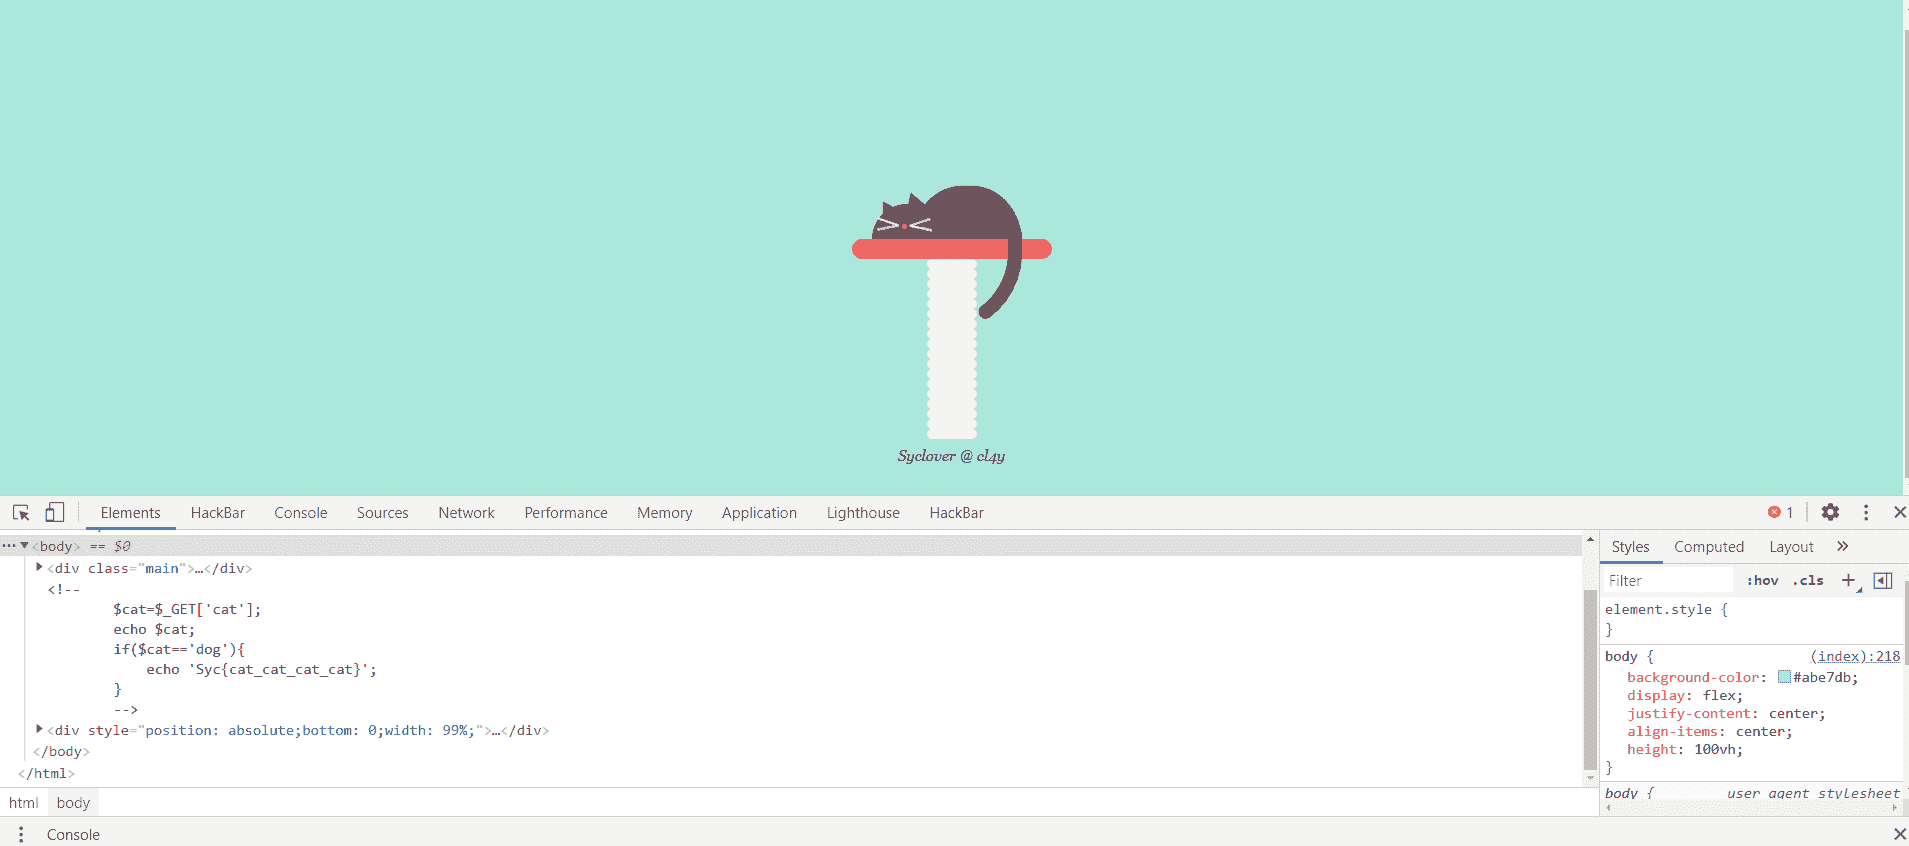 Syclover @ cl4y
Elements HackBar Console Sources Network Performance Memory Application Lighthouse HackBar 1
<body> == $0
<div class="main">…</div>
<!--
$cat=$_GET['cat'];
echo $cat;
if($cat=='dog'){
echo 'Syc{cat_cat_cat_cat}';
}
-->
<div style="position: absolute;bottom: 0;width: 99%;">…</div>
</body>
</html>
html body
Console
Styles Computed Layout
Filter :hov .cls
element.style {
}
body { (index):218
background-color: #abe7db;
display: flex;
justify-content: center;
align-items: center;
height: 100vh;
}
body { user agent stylesheet